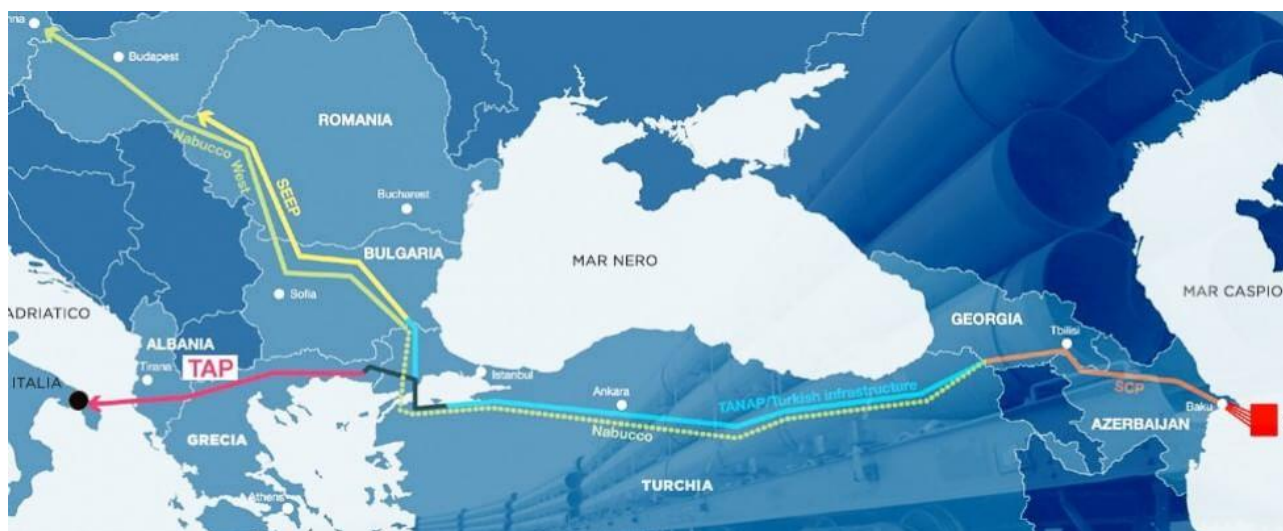 nna
Budapest
ROMANIA
Nabucco West
SEEP
Bucharest
BULGARIA
Sofia
MAR NERO
MAR CASPIO
ADRIATICO
GEORGIA
Tbilisi
ALBANIA
Tirana
TAP
ITALIA
Istanbul
Ankara
TANAP/Turkish infrastructure
SCP
Baku
AZERBAIJAN
Nabucco
GRECIA
TURCHIA
Athens